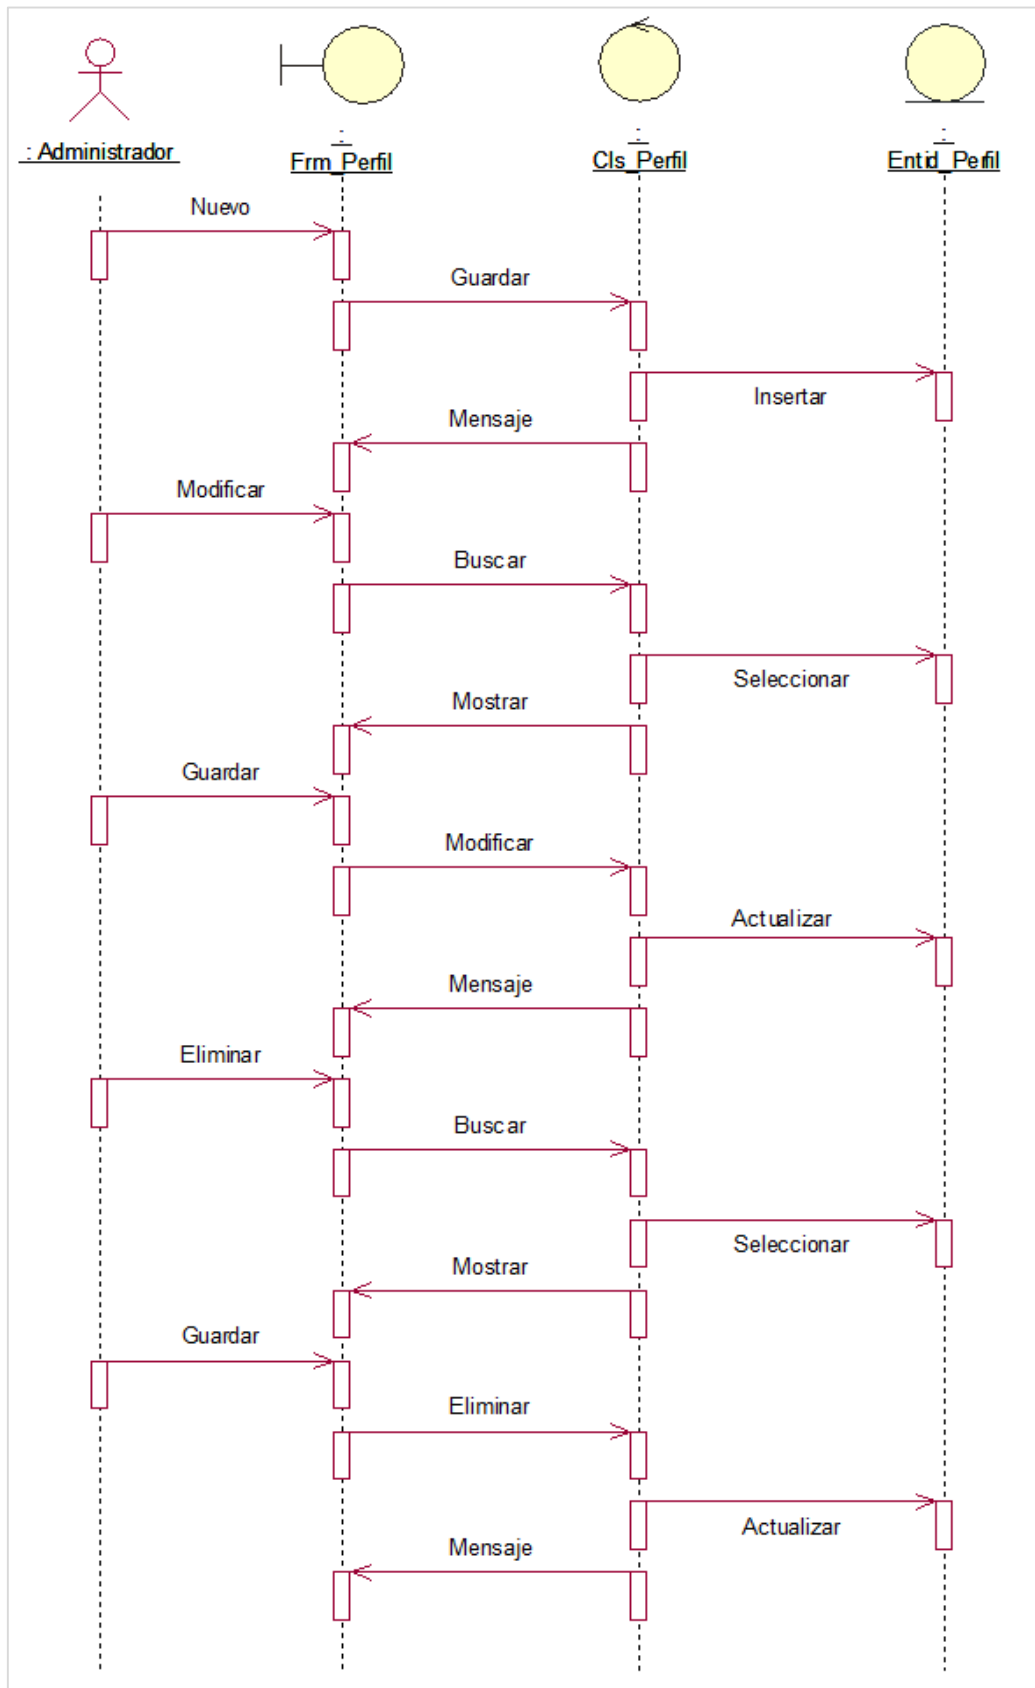 : Administrador
:
Frm_Perfil
:
Cls_Perfil
:
Entid_Perfil
Nuevo
Guardar
Insertar
Mensaje
Modificar
Buscar
Seleccionar
Mostrar
Guardar
Modificar
Actualizar
Mensaje
Eliminar
Buscar
Seleccionar
Mostrar
Guardar
Eliminar
Actualizar
Mensaje